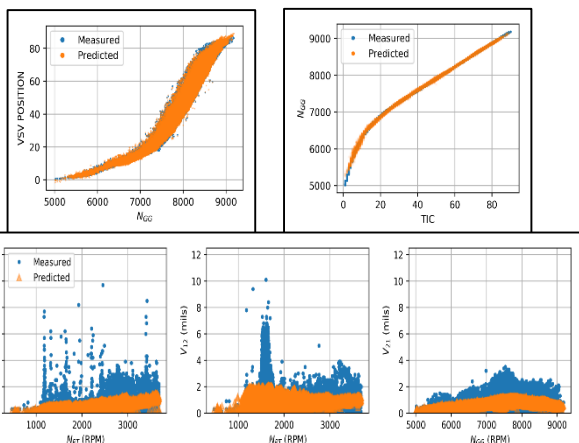 Measured
Predicted
VSV POSITION
80
60
40
20
0
5000 6000 7000 8000 9000
N_GG
Measured
Predicted
N_GG
9000
8000
7000
6000
5000
0 20 40 60 80
TIC
Measured
Predicted
1000 2000 3000
N_PT (RPM)
V_12 (mils)
12
10
8
6
4
2
0
1000 2000 3000
N_PT (RPM)
V_21 (mils)
12
10
8
6
4
2
0
5000 6000 7000 8000 9000
N_GG (RPM)